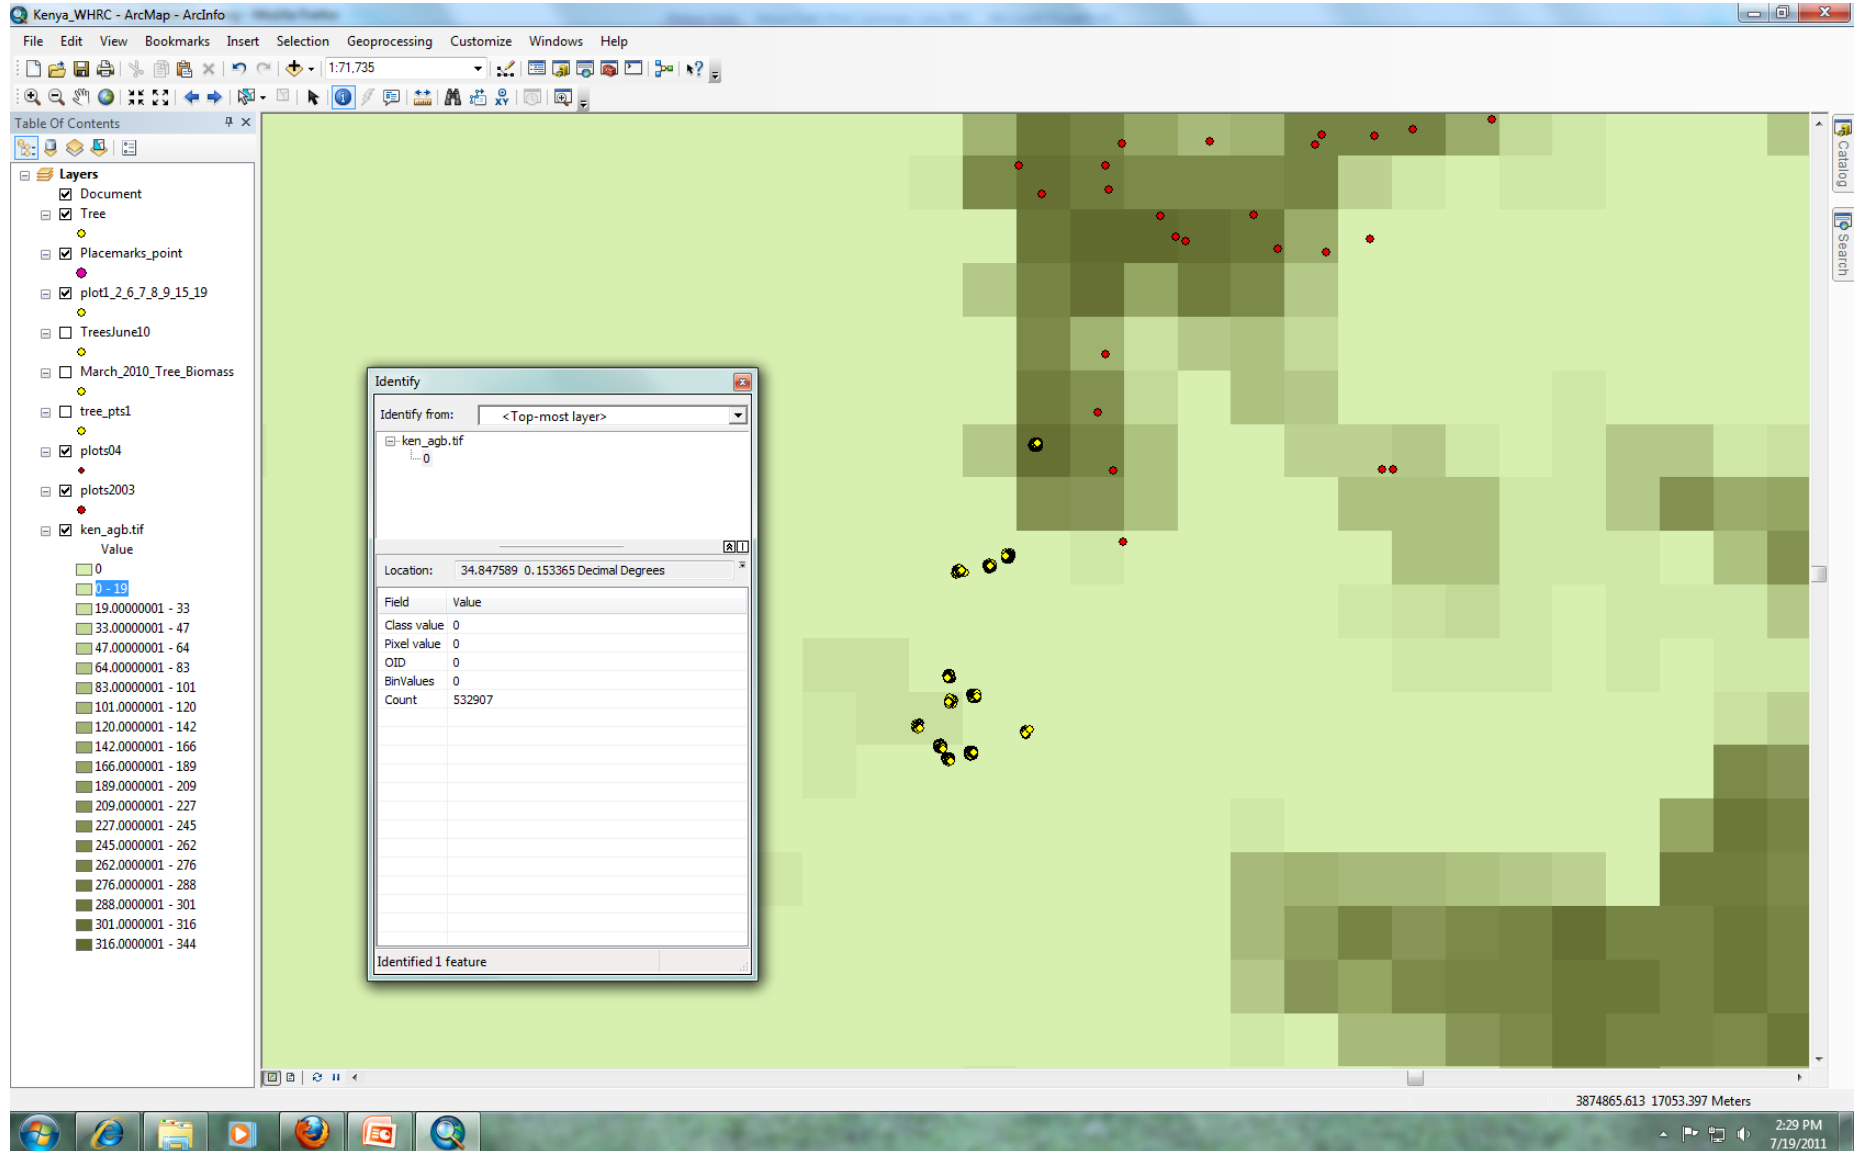 Kenya_WHRC - ArcMap - ArcInfo
File Edit View Bookmarks Insert Selection Geoprocessing Customize Windows Help
1:71,735
Table Of Contents
Layers
Document
Tree
Placemarks_point
plot1_2_6_7_8_9_15_19
TreesJune10
March_2010_Tree_Biomass
tree_pts1
plots04
plots2003
ken_agb.tif
Value
0
0 - 19
19.00000001 - 33
33.00000001 - 47
47.00000001 - 64
64.00000001 - 83
83.00000001 - 101
101.0000001 - 120
120.0000001 - 142
142.0000001 - 166
166.0000001 - 189
189.0000001 - 209
209.0000001 - 227
227.0000001 - 245
245.0000001 - 262
262.0000001 - 276
276.0000001 - 288
288.0000001 - 301
301.0000001 - 316
316.0000001 - 344
Identify
Identify from: <Top-most layer>
ken_agb.tif
0
Location: 34.847589 0.153365 Decimal Degrees
Field Value
Class value 0
Pixel value 0
OID 0
BinValues 0
Count 532907
Identified 1 feature
Catalog
Search
3874865.613 17053.397 Meters
2:29 PM
7/19/2011